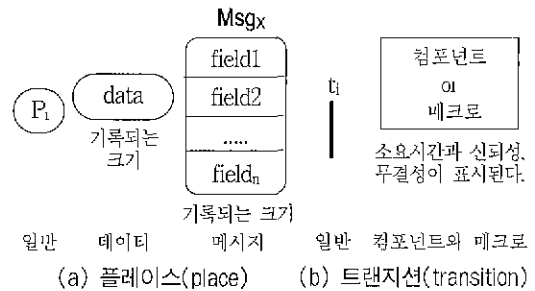 Msgx
field1
P1
data
field2
기록되는
크기
.....
fieldn
기록되는 크기
ti
컴포넌트
or
매크로
소요시간과 신뢰성,
무결성이 표시된다.
일반 데이터 메시지 일반 컴포넌트와 매크로
(a) 플레이스(place) (b) 트랜지션(transition)